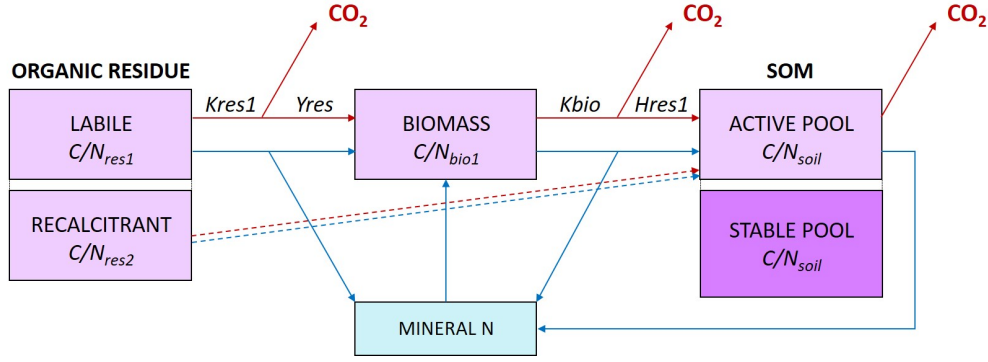 CO2 CO2 CO2
ORGANIC RESIDUE SOM
Kres1 Yres Kbio Hres1
LABILE BIOMASS ACTIVE POOL
C/Nres1 C/Nbio1 C/Nsoil
RECALCITRANT STABLE POOL
C/Nres2 C/Nsoil
MINERAL N